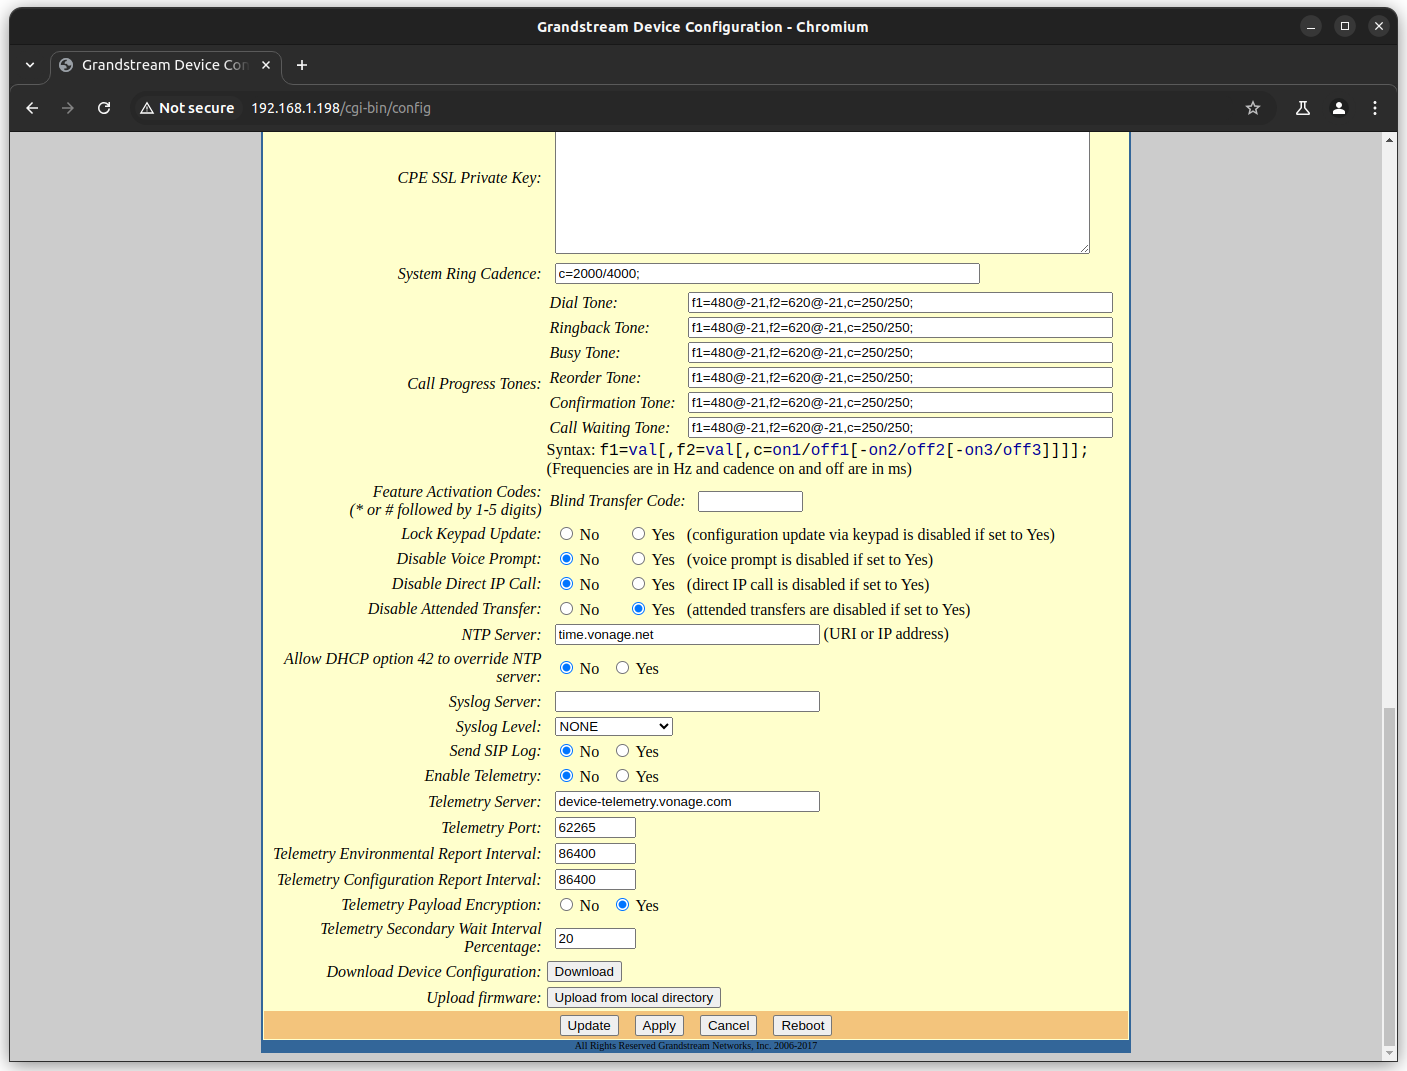 Grandstream Device Configuration - Chromium
Grandstream Device Con
Not secure 192.168.1.198/cgi-bin/config
CPE SSL Private Key:
System Ring Cadence: c=2000/4000;
Call Progress Tones:
Dial Tone: f1=480@-21,f2=620@-21,c=250/250;
Ringback Tone: f1=480@-21,f2=620@-21,c=250/250;
Busy Tone: f1=480@-21,f2=620@-21,c=250/250;
Reorder Tone: f1=480@-21,f2=620@-21,c=250/250;
Confirmation Tone: f1=480@-21,f2=620@-21,c=250/250;
Call Waiting Tone: f1=480@-21,f2=620@-21,c=250/250;
Syntax: f1=val[,f2=val[,c=on1/off1[-on2/off2[-on3/off3]]]];
(Frequencies are in Hz and cadence on and off are in ms)
Feature Activation Codes:
(* or # followed by 1-5 digits)
Blind Transfer Code:
Lock Keypad Update: No Yes (configuration update via keypad is disabled if set to Yes)
Disable Voice Prompt: No Yes (voice prompt is disabled if set to Yes)
Disable Direct IP Call: No Yes (direct IP call is disabled if set to Yes)
Disable Attended Transfer: No Yes (attended transfers are disabled if set to Yes)
NTP Server: time.vonage.net (URI or IP address)
Allow DHCP option 42 to override NTP
server: No Yes
Syslog Server:
Syslog Level: NONE
Send SIP Log: No Yes
Enable Telemetry: No Yes
Telemetry Server: device-telemetry.vonage.com
Telemetry Port: 62265
Telemetry Environmental Report Interval: 86400
Telemetry Configuration Report Interval: 86400
Telemetry Payload Encryption: No Yes
Telemetry Secondary Wait Interval
Percentage: 20
Download Device Configuration: Download
Upload firmware: Upload from local directory
Update Apply Cancel Reboot
All Rights Reserved Grandstream Networks, Inc. 2006-2017